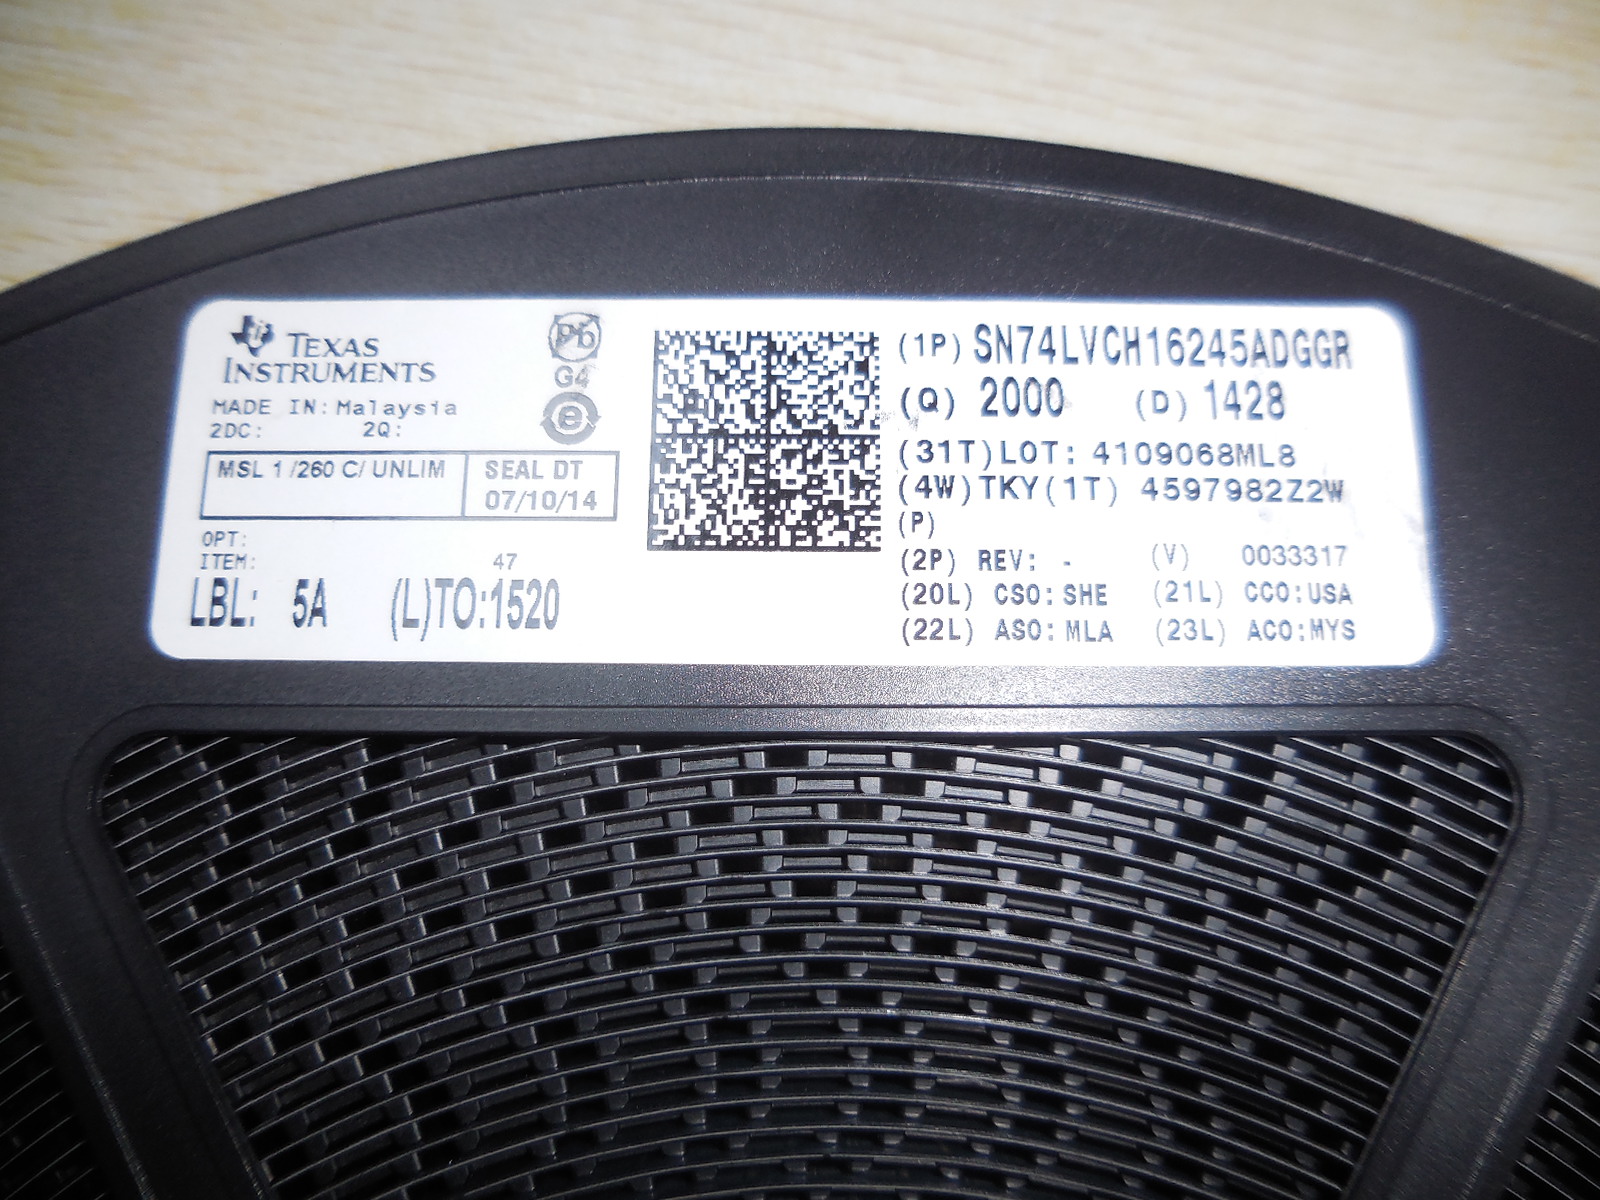 TEXAS
INSTRUMENTS
Pb
G4
e
MADE IN: Malaysia
2DC: 2Q:
MSL 1 /260 C/ UNLIM
SEAL DT
07/10/14
OPT:
ITEM:
47
LBL: 5A (L)TO:1520
(1P) SN74LVCH16245ADGGR
(Q) 2000 (D) 1428
(31T)LOT: 4109068ML8
(4W)TKY(1T) 4597982Z2W
(P)
(2P) REV: - (V) 0033317
(20L) CSO:SHE (21L) CCO:USA
(22L) ASO:MLA (23L) ACO:MYS